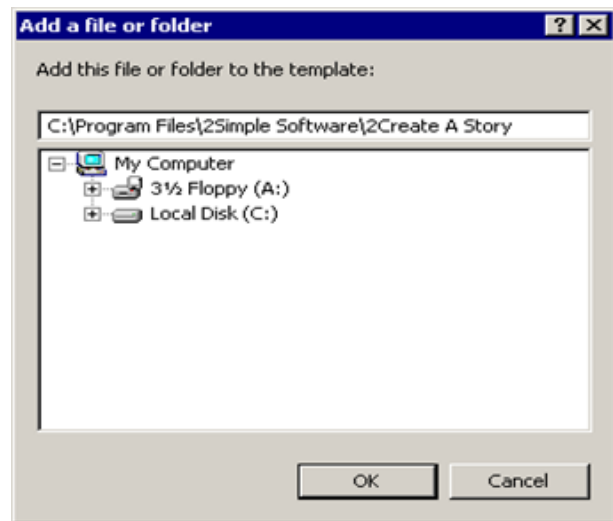 Add a file or folder
Add this file or folder to the template:
C:\Program Files\2Simple Software\2Create A Story
My Computer
3½ Floppy (A:)
Local Disk (C:)
OK Cancel